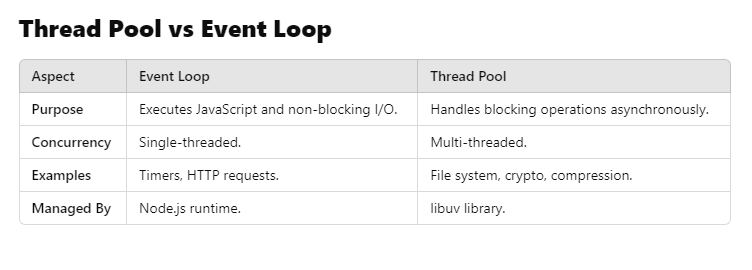 Thread Pool vs Event Loop
Aspect Event Loop Thread Pool
Purpose Executes JavaScript and non-blocking I/O. Handles blocking operations asynchronously.
Concurrency Single-threaded. Multi-threaded.
Examples Timers, HTTP requests. File system, crypto, compression.
Managed By Node.js runtime. libuv library.